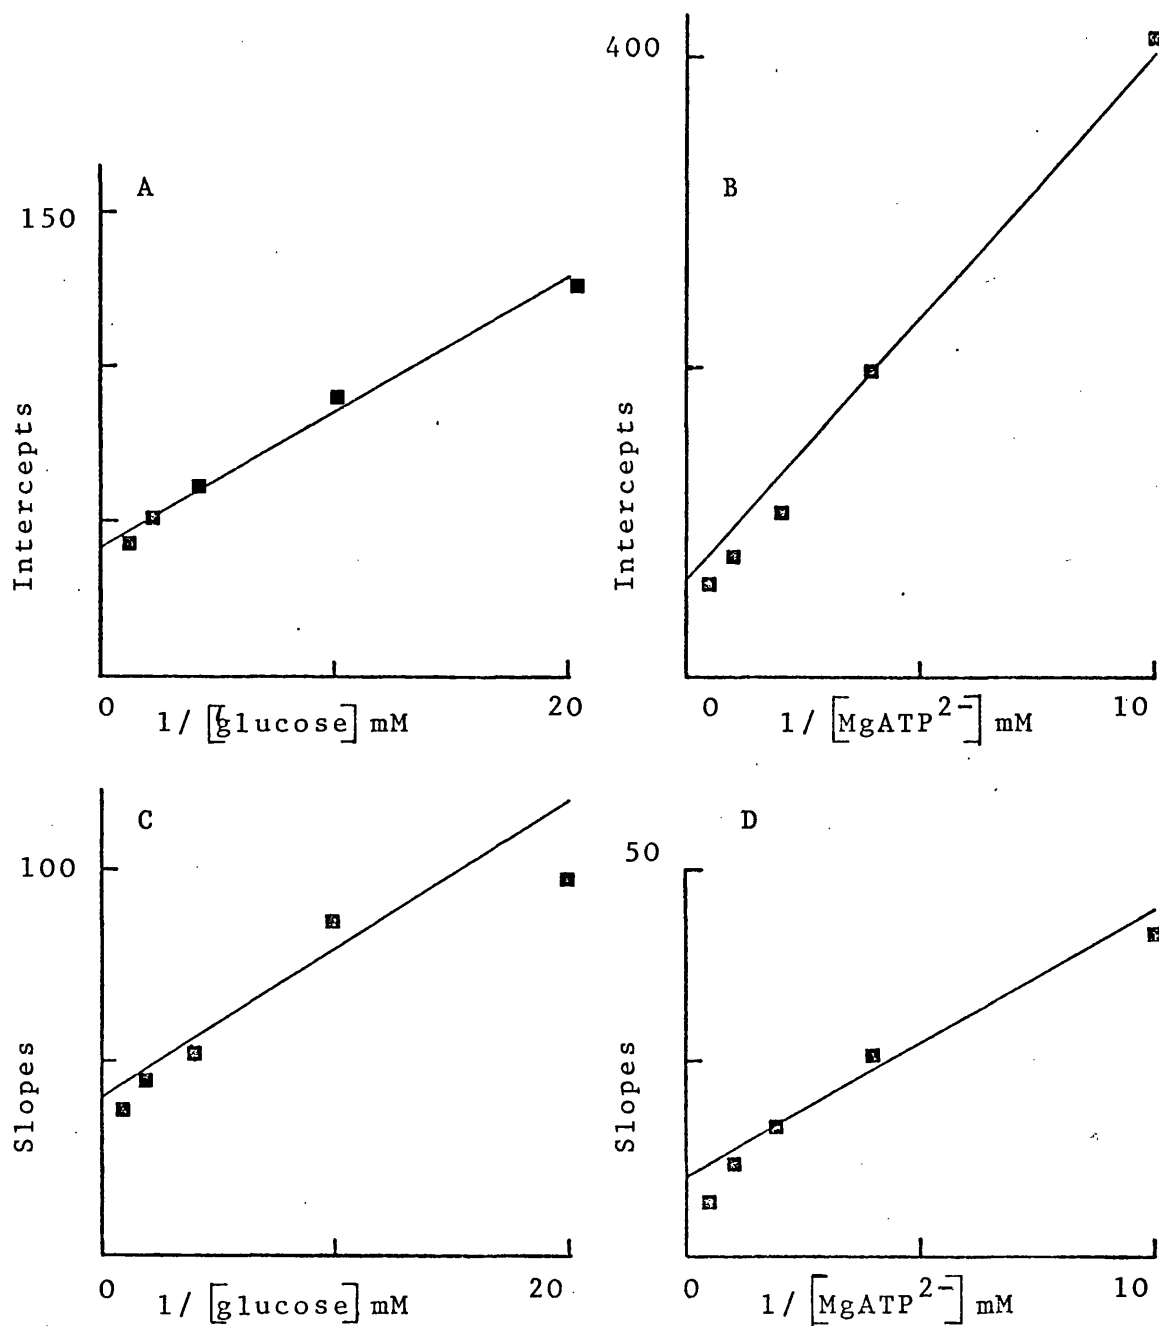 A
150
Intercepts
0
20
1/[glucose] mM
B
400
Intercepts
0
10
1/[MgATP²⁻] mM
C
100
Slopes
0
20
1/[glucose] mM
D
50
Slopes
0
10
1/[MgATP²⁻] mM